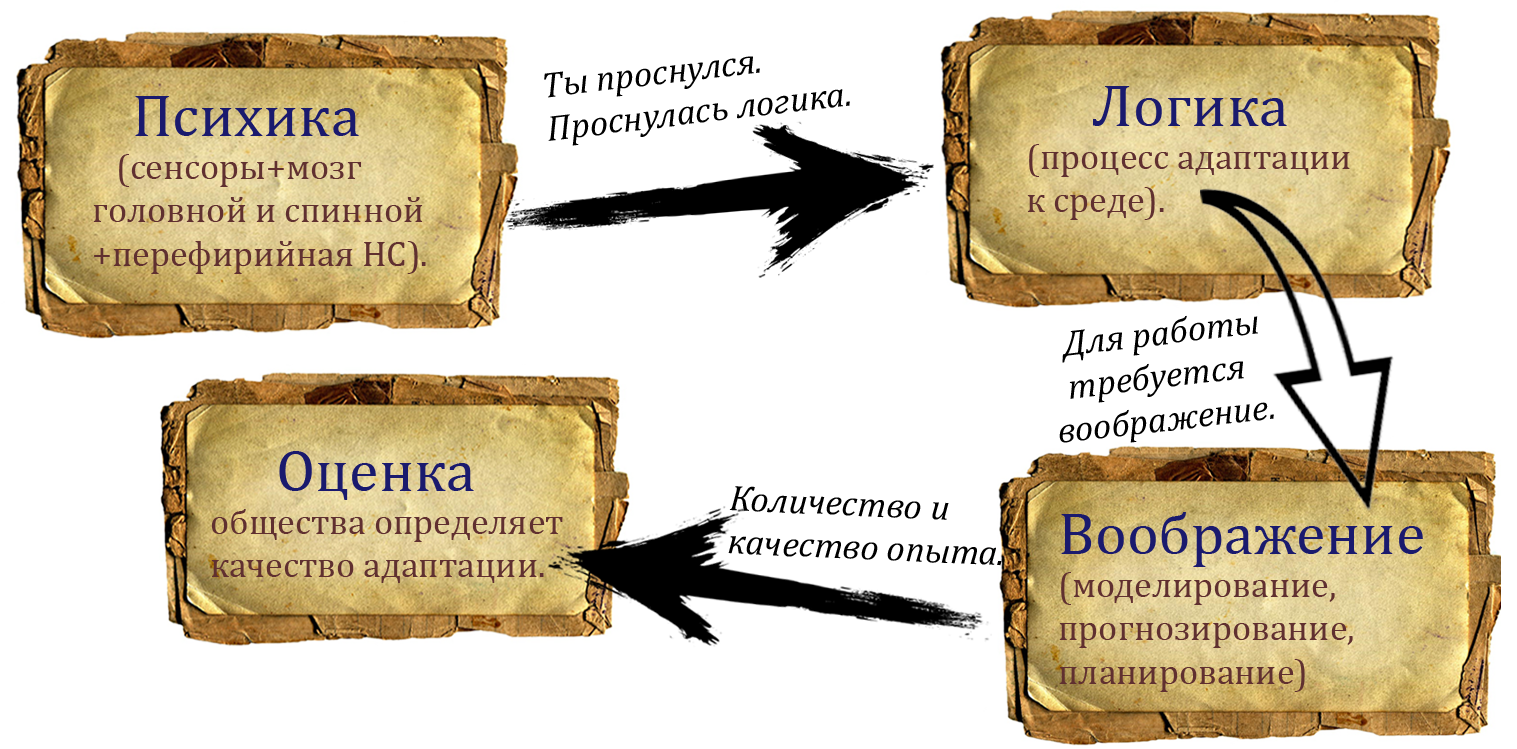 Психика
(сенсоры+мозг
головной и спинной
+перефирийная НС).
Ты проснулся.
Проснулась логика.
Логика
(процесс адаптации
к среде).
Для работы
требуется
воображение.
Воображение
(моделирование,
прогнозирование,
планирование)
Количество и
качество опыта.
Оценка
общества определяет
качество адаптации.